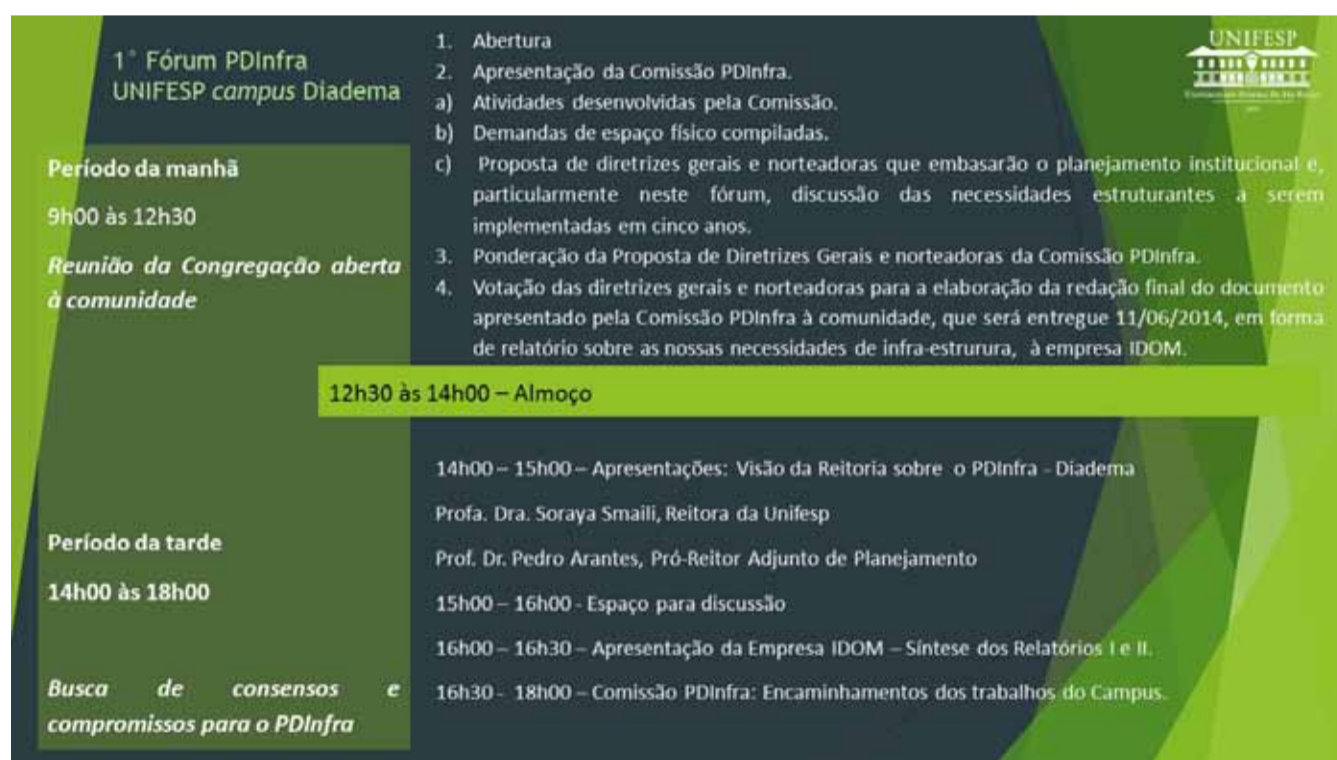 1° Fórum PDInfra
UNIFESP campus Diadema
UNIFESP
Período da manhã
9h00 às 12h30
Reunião da Congregação aberta
à comunidade
1. Abertura
2. Apresentação da Comissão PDInfra.
a) Atividades desenvolvidas pela Comissão.
b) Demandas de espaço físico compiladas.
c) Proposta de diretrizes gerais e norteadoras que embasarão o planejamento institucional e,
particularmente neste fórum, discussão das necessidades estruturantes a serem
implementadas em cinco anos.
3. Ponderação da Proposta de Diretrizes Gerais e norteadoras da Comissão PDInfra.
4. Votação das diretrizes gerais e norteadoras para a elaboração da redação final do documento
apresentado pela Comissão PDInfra à comunidade, que será entregue 11/06/2014, em forma
de relatório sobre as nossas necessidades de infra-estrurura, à empresa IDOM.
12h30 às 14h00 – Almoço
Período da tarde
14h00 às 18h00
Busca de consensos e
compromissos para o PDInfra
14h00 – 15h00 – Apresentações: Visão da Reitoria sobre o PDInfra - Diadema
Profa. Dra. Soraya Smaili, Reitora da Unifesp
Prof. Dr. Pedro Arantes, Pró-Reitor Adjunto de Planejamento
15h00 – 16h00 - Espaço para discussão
16h00 – 16h30 – Apresentação da Empresa IDOM – Síntese dos Relatórios I e II.
16h30 - 18h00 – Comissão PDInfra: Encaminhamentos dos trabalhos do Campus.